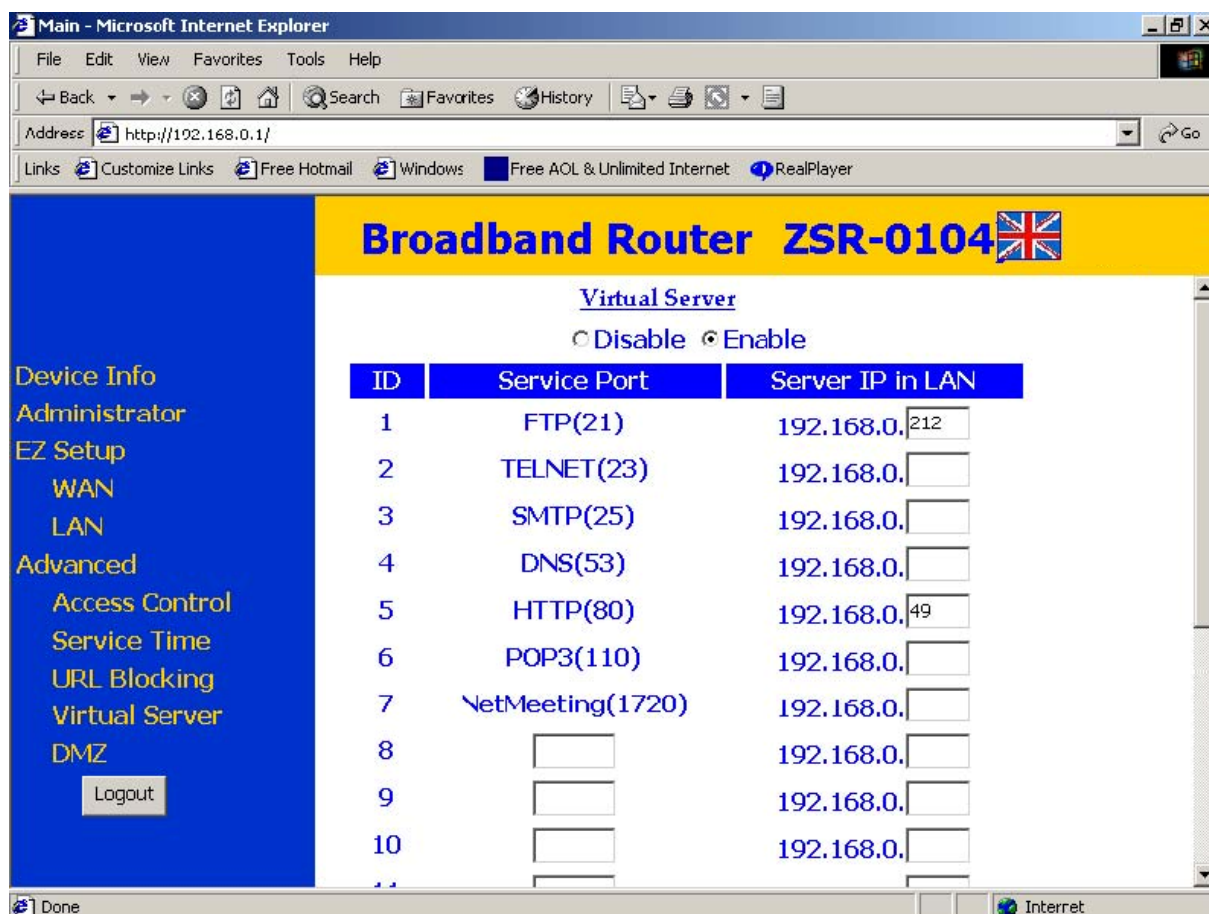 Main - Microsoft Internet Explorer
File Edit View Favorites Tools Help
Back Search Favorites History
Address http://192.168.0.1/ Go
Links Customize Links Free Hotmail Windows Free AOL & Unlimited Internet RealPlayer
Broadband Router ZSR-0104
Virtual Server
Disable Enable
Device Info
Administrator
EZ Setup
WAN
LAN
Advanced
Access Control
Service Time
URL Blocking
Virtual Server
DMZ
Logout
ID Service Port Server IP in LAN
1 FTP(21) 192.168.0. 212
2 TELNET(23) 192.168.0.
3 SMTP(25) 192.168.0.
4 DNS(53) 192.168.0.
5 HTTP(80) 192.168.0. 49
6 POP3(110) 192.168.0.
7 NetMeeting(1720) 192.168.0.
8 192.168.0.
9 192.168.0.
10 192.168.0.
Done Internet